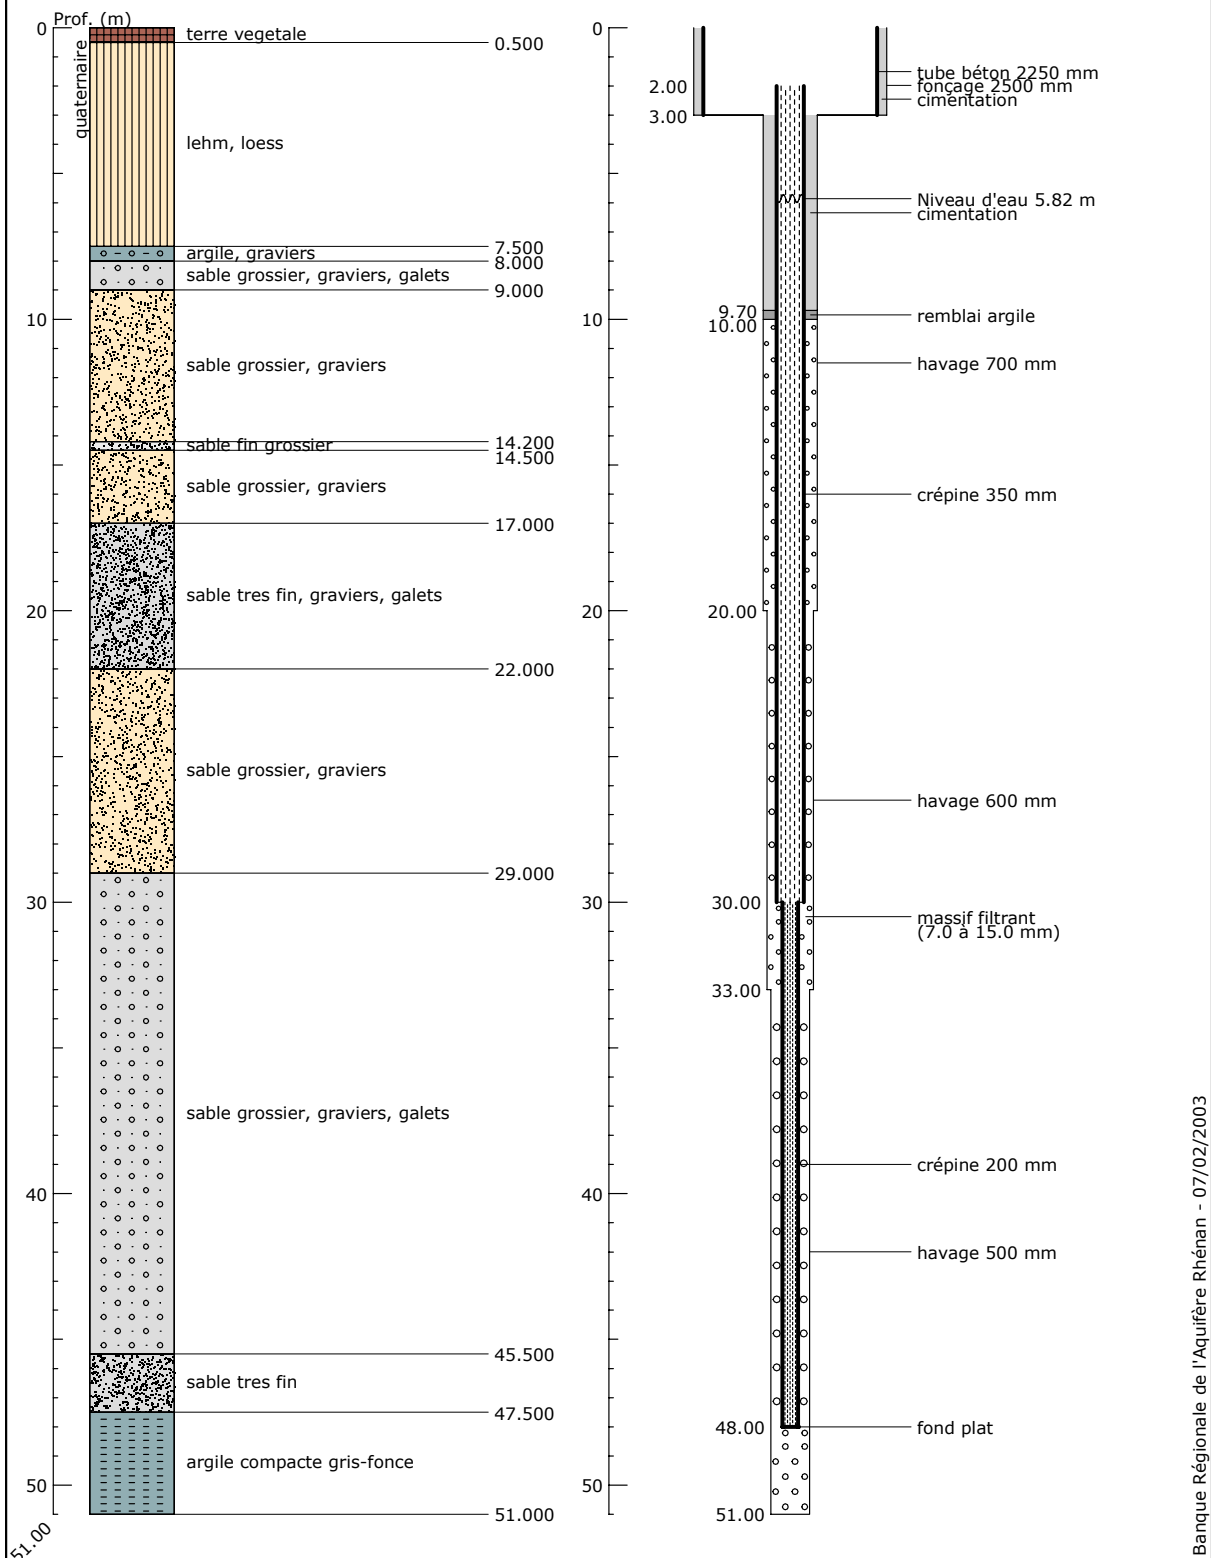 Prof. (m)
0
quaternaire
terre vegetale
0.500
lehm, loess
7.500
argile, graviers
8.000
sable grossier, graviers, galets
9.000
10
sable grossier, graviers
14.200
sable fin grossier
14.500
sable grossier, graviers
17.000
sable tres fin, graviers, galets
20
22.000
sable grossier, graviers
29.000
30
sable grossier, graviers, galets
40
45.500
sable tres fin
47.500
argile compacte gris-fonce
50
51.000
51.00
0
tube béton 2250 mm
2.00
fonçage 2500 mm
cimentation
3.00
Niveau d'eau 5.82 m
cimentation
9.70
remblai argile
10
10.00
havage 700 mm
crépine 350 mm
20
20.00
havage 600 mm
30
30.00
massif filtrant
(7.0 à 15.0 mm)
33.00
crépine 200 mm
40
havage 500 mm
48.00
fond plat
50
51.00
Banque Régionale de l'Aquifère Rhénan - 07/02/2003